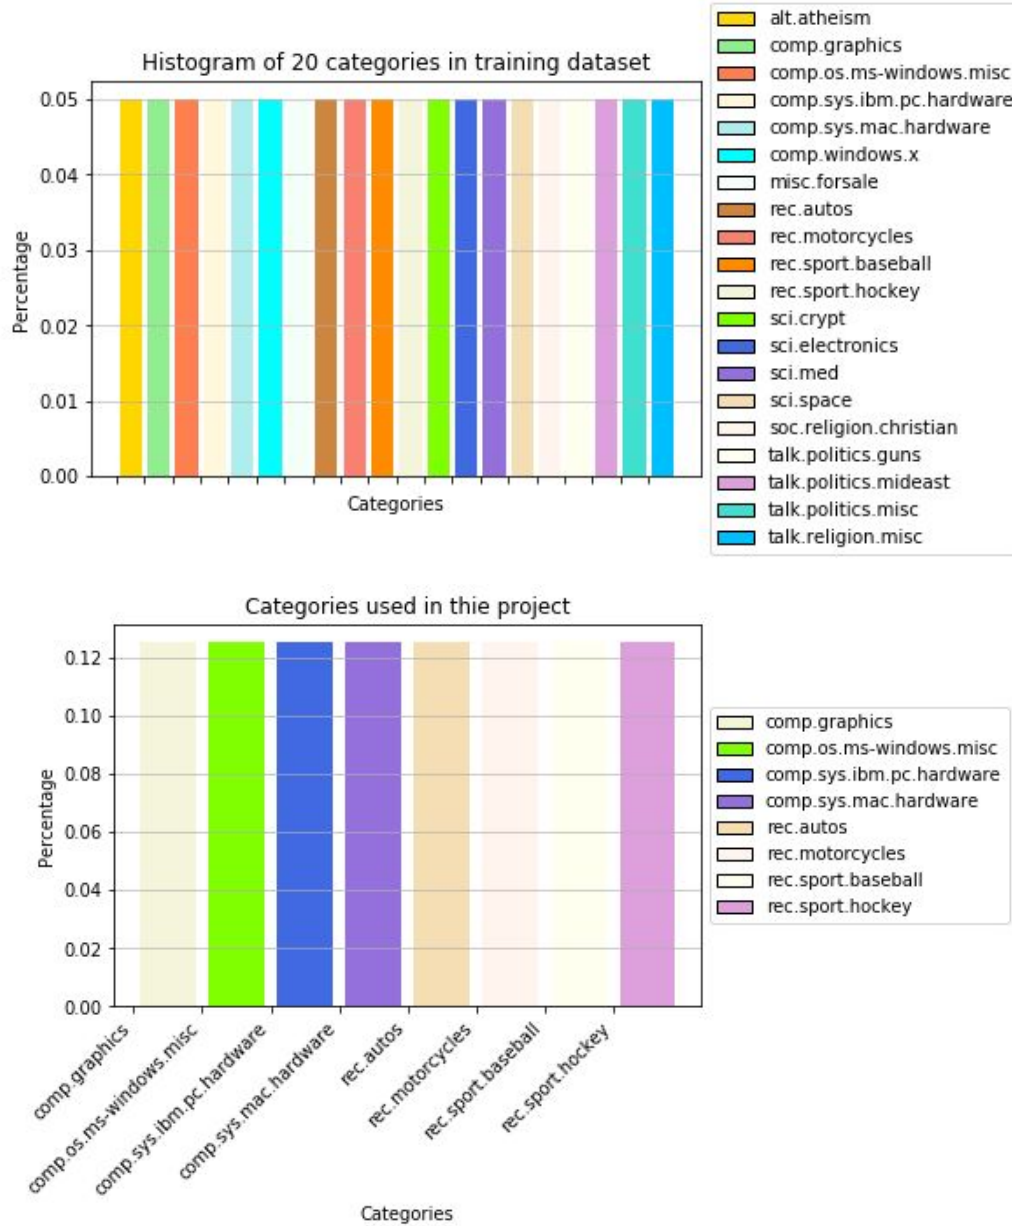 Histogram of 20 categories in training dataset
0.05
0.04
0.03
0.02
0.01
0.00
Percentage
Categories
alt.atheism
comp.graphics
comp.os.ms-windows.misc
comp.sys.ibm.pc.hardware
comp.sys.mac.hardware
comp.windows.x
misc.forsale
rec.autos
rec.motorcycles
rec.sport.baseball
rec.sport.hockey
sci.crypt
sci.electronics
sci.med
sci.space
soc.religion.christian
talk.politics.guns
talk.politics.mideast
talk.politics.misc
talk.religion.misc
Categories used in thie project
0.12
0.10
0.08
0.06
0.04
0.02
0.00
Percentage
comp.graphics
comp.os.ms-windows.misc
comp.sys.ibm.pc.hardware
comp.sys.mac.hardware
rec.autos
rec.motorcycles
rec.sport.baseball
rec.sport.hockey
Categories
comp.graphics
comp.os.ms-windows.misc
comp.sys.ibm.pc.hardware
comp.sys.mac.hardware
rec.autos
rec.motorcycles
rec.sport.baseball
rec.sport.hockey